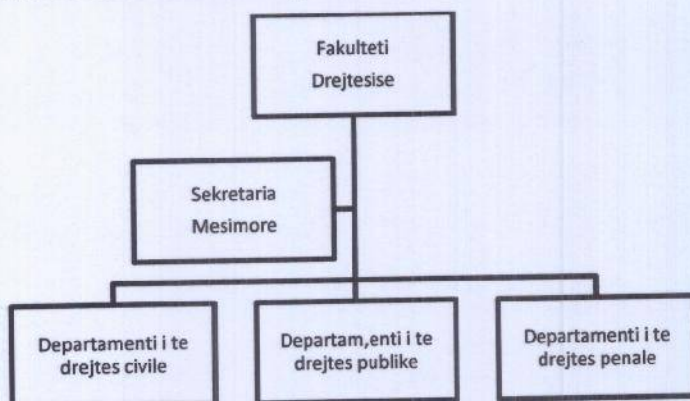 Fakulteti
Drejtesise
Sekretaria
Mesimore
Departamenti i te
drejtes civile
Departam,enti i te
drejtes publike
Departamenti i te
drejtes penale